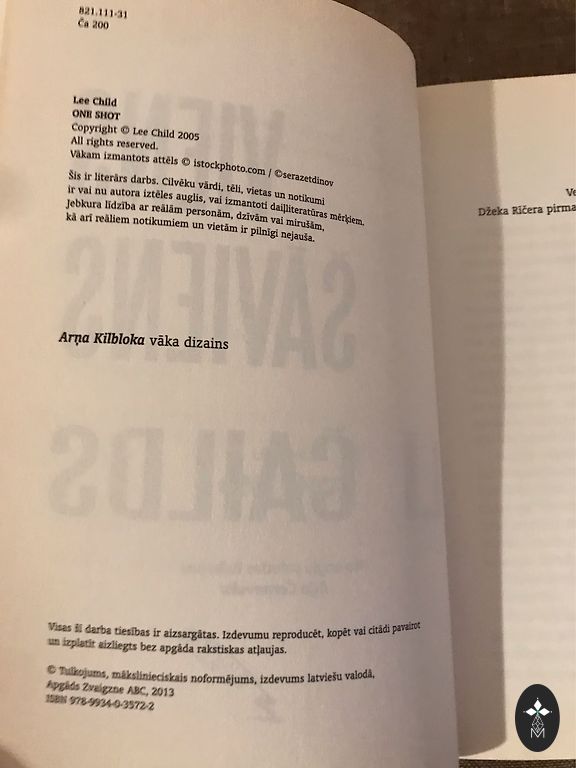 821.111-31
Ča 200
Lee Child
ONE SHOT
Copyright © Lee Child 2005
All rights reserved.
Vākam izmantots attēls © istockphoto.com / ©serazetdinov
Šis ir literārs darbs. Cilvēku vārdi, tēli, vietas un notikumi
ir vai nu autora iztēles auglis, vai izmantoti daiļliteratūras mērķiem.
Jebkura līdzība ar reālām personām, dzīvām vai mirušām,
kā arī reāliem notikumiem un vietām ir pilnīgi nejauša.
Arņa Kilbloka vāka dizains
Visas šī darba tiesības ir aizsargātas. Izdevumu reproducēt, kopēt vai citādi pavairot
un izplatīt aizliegts bez apgāda rakstiskas atļaujas.
© Tulkojums, mākslinieciskais noformējums, izdevums latviešu valodā,
Apgāds Zvaigzne ABC, 2013
ISBN 978-9934-0-3572-2
Ve
Džeka Rīčera pirma
SĀVIENS
ČAILDS
M